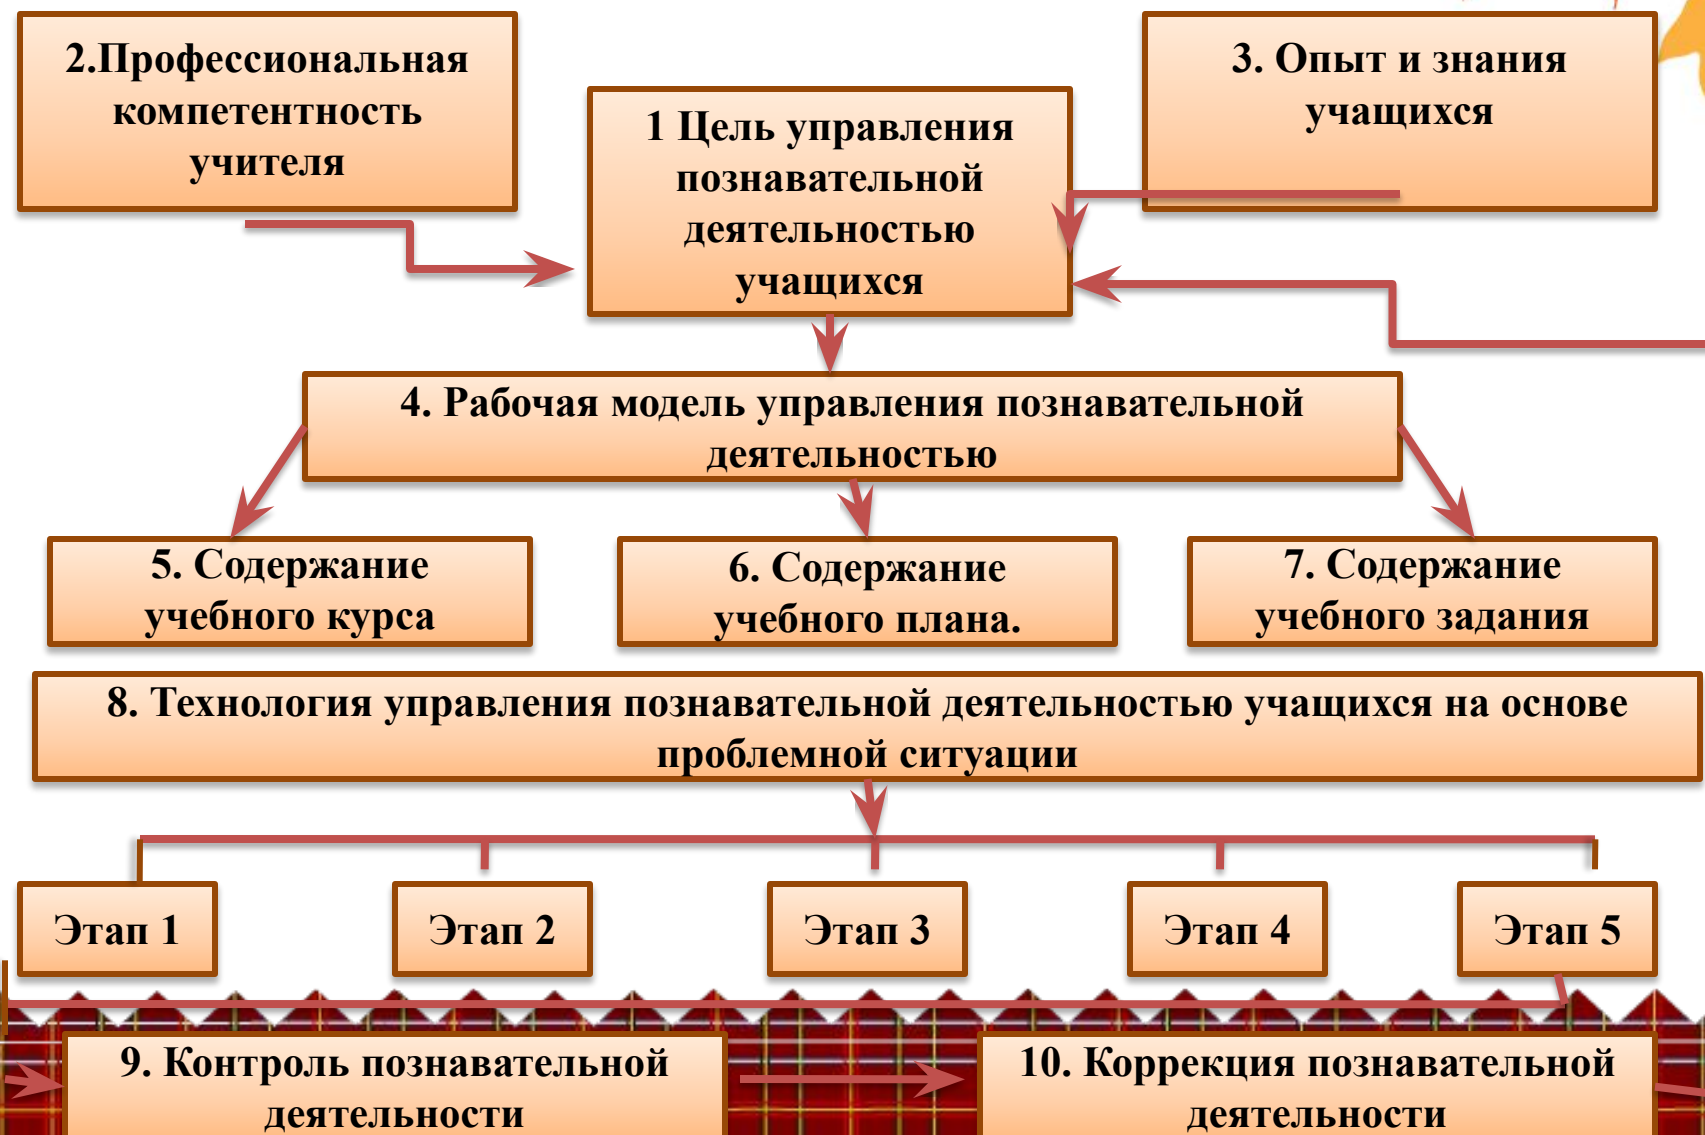 2.Профессиональная
компетентность
учителя
3. Опыт и знания
учащихся
1 Цель управления
познавательной
деятельностью
учащихся
4. Рабочая модель управления познавательной
деятельностью
5. Содержание
учебного курса
6. Содержание
учебного плана.
7. Содержание
учебного задания
8. Технология управления познавательной деятельностью учащихся на основе
проблемной ситуации
Этап 1
Этап 2
Этап 3
Этап 4
Этап 5
9. Контроль познавательной
деятельности
10. Коррекция познавательной
деятельности